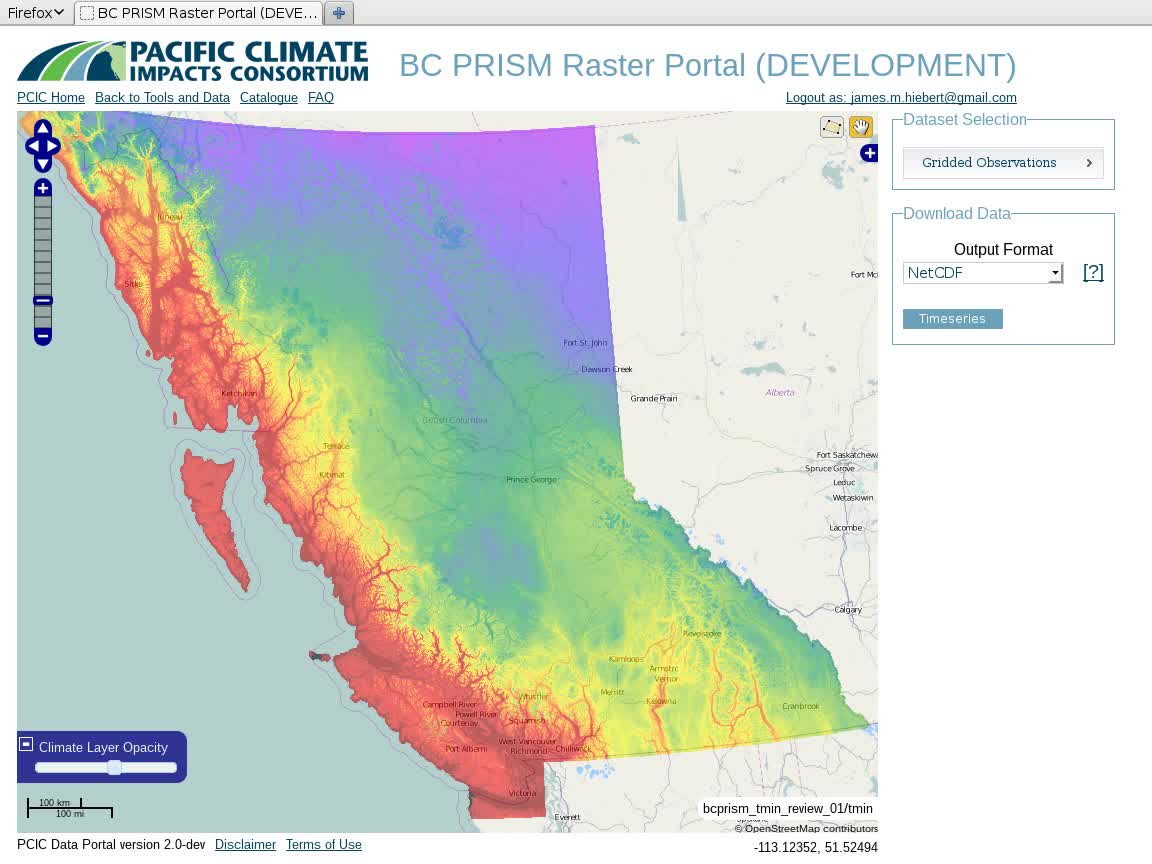 Firefox
BC PRISM Raster Portal (DEVE...
PACIFIC CLIMATE
IMPACTS CONSORTIUM
BC PRISM Raster Portal (DEVELOPMENT)
PCIC Home Back to Tools and Data Catalogue FAQ
Logout as: james.m.hiebert@gmail.com
Dataset Selection
Gridded Observations
Download Data
Output Format
NetCDF
[?]
Timeseries
Juneau
Sitka
Fort Mc
Fort St. John
Dawson Creek
Ketchikan
Grande Prairi
Alberta
British Columbia
Terrace
Kitimat
Prince George
Fort Saskatchewa
Spruce Grove
Leduc
Wetaskiwin
Lacombe
Calgary
Revelstoke
Kamloops
Armstrc
Vernor
Merritt
Kelowna
Cranbrook
Whistler
Campbell River
Powell River
Courtenay
Squamish
Port Alberni
West Vancouver
Richmond
Chilliwack
Victoria
Everett
Climate Layer Opacity
100 km
100 mi
bcprism_tmin_review_01/tmin
© OpenStreetMap contributors
PCIC Data Portal version 2.0-dev Disclaimer Terms of Use
-113.12352, 51.52494